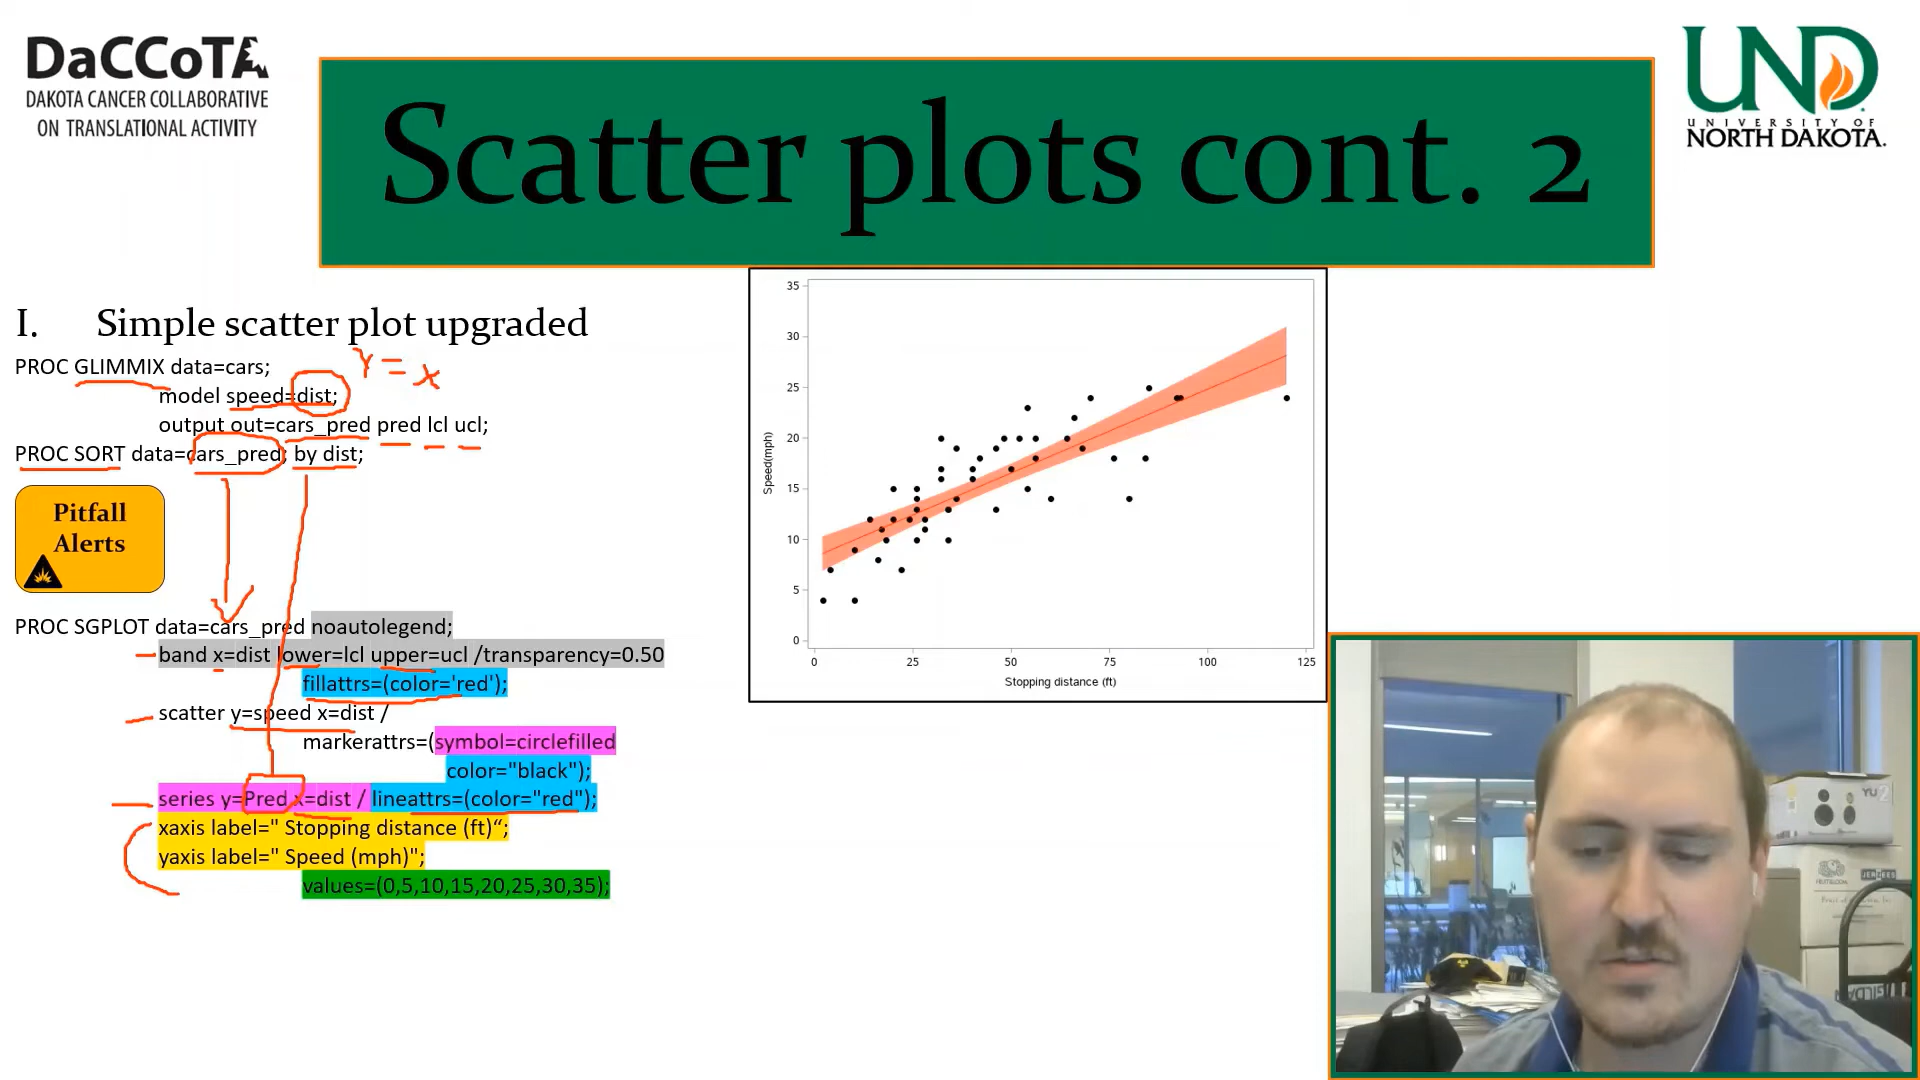 DaCCoTA
DAKOTA CANCER COLLABORATIVE
ON TRANSLATIONAL ACTIVITY
Scatter plots cont. 2
UND
UNIVERSITY OF
NORTH DAKOTA.
I. Simple scatter plot upgraded
PROC GLIMMIX data=cars;
Y = X
model speed=dist;
output out=cars_pred pred lcl ucl;
PROC SORT data=cars_pred; by dist;
Pitfall
Alerts
PROC SGPLOT data=cars_pred noautolegend;
band x=dist lower=lcl upper=ucl /transparency=0.50
fillattrs=(color='red');
scatter y=speed x=dist /
markerattrs=(symbol=circlefilled
color="black");
series y=Pred x=dist / lineattrs=(color="red");
xaxis label=" Stopping distance (ft)“;
yaxis label=" Speed (mph)";
values=(0,5,10,15,20,25,30,35);
35
30
25
20
15
10
5
0
Speed(mph)
0 25 50 75 100 125
Stopping distance (ft)